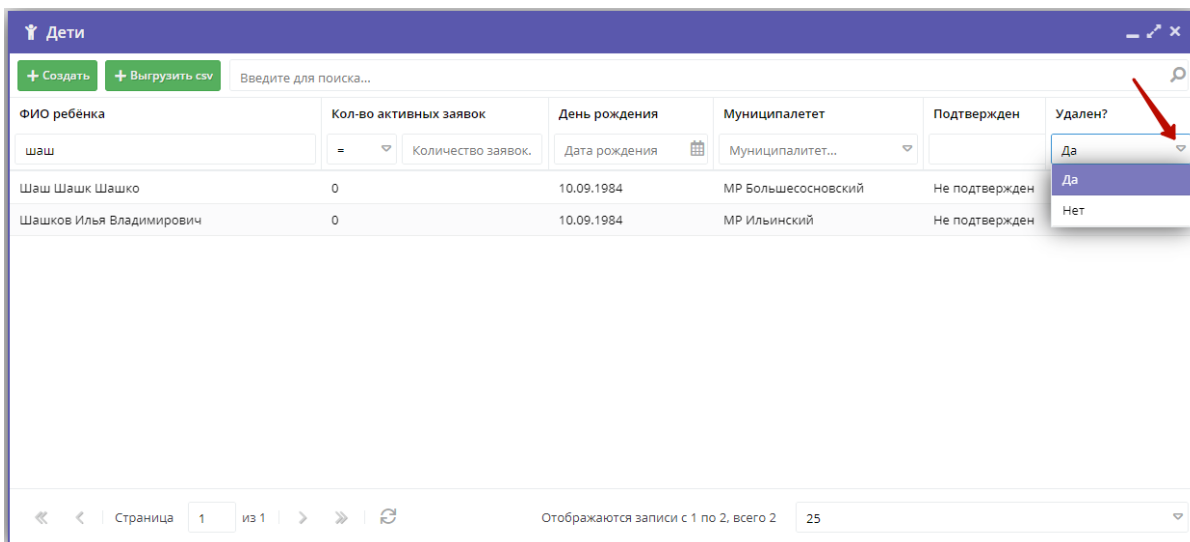 Дети
Создать Выгрузить csv Введите для поиска...
ФИО ребёнка Кол-во активных заявок День рождения Муниципалетет Подтвержден Удален?
шаш = Количество заявок. Дата рождения Муниципалитет... Да
Да
Шаш Шашк Шашко 0 10.09.1984 МР Большесосновский Не подтвержден
Нет
Шашков Илья Владимирович 0 10.09.1984 МР Ильинский Не подтвержден
Страница 1 из 1 Отображаются записи с 1 по 2, всего 2 25